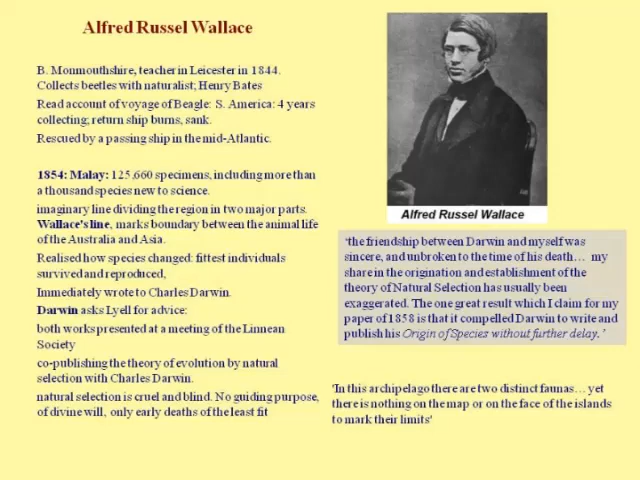 Alfred Russel Wallace
B. Monmouthshire, teacher in Leicester in 1844.
Collects beetles with naturalist; Henry Bates
Read account of voyage of Beagle: S. America: 4 years
collecting; return ship burns, sank.
Rescued by a passing ship in the mid-Atlantic.
1854: Malay: 125,660 specimens, including more than
a thousand species new to science.
imaginary line dividing the region in two major parts.
Wallace's line, marks boundary between the animal life
of the Australia and Asia.
Realised how species changed: fittest individuals
survived and reproduced,
Immediately wrote to Charles Darwin.
Darwin asks Lyell for advice:
both works presented at a meeting of the Linnean
Society
co-publishing the theory of evolution by natural
selection with Charles Darwin.
natural selection is cruel and blind. No guiding purpose,
of divine will, only early deaths of the least fit
Alfred Russel Wallace
'the friendship between Darwin and myself was
sincere, and unbroken to the time of his death… my
share in the origination and establishment of the
theory of Natural Selection has usually been
exaggerated. The one great result which I claim for my
paper of 1858 is that it compelled Darwin to write and
publish his Origin of Species without further delay.'
'In this archipelago there are two distinct faunas… yet
there is nothing on the map or on the face of the islands
to mark their limits'